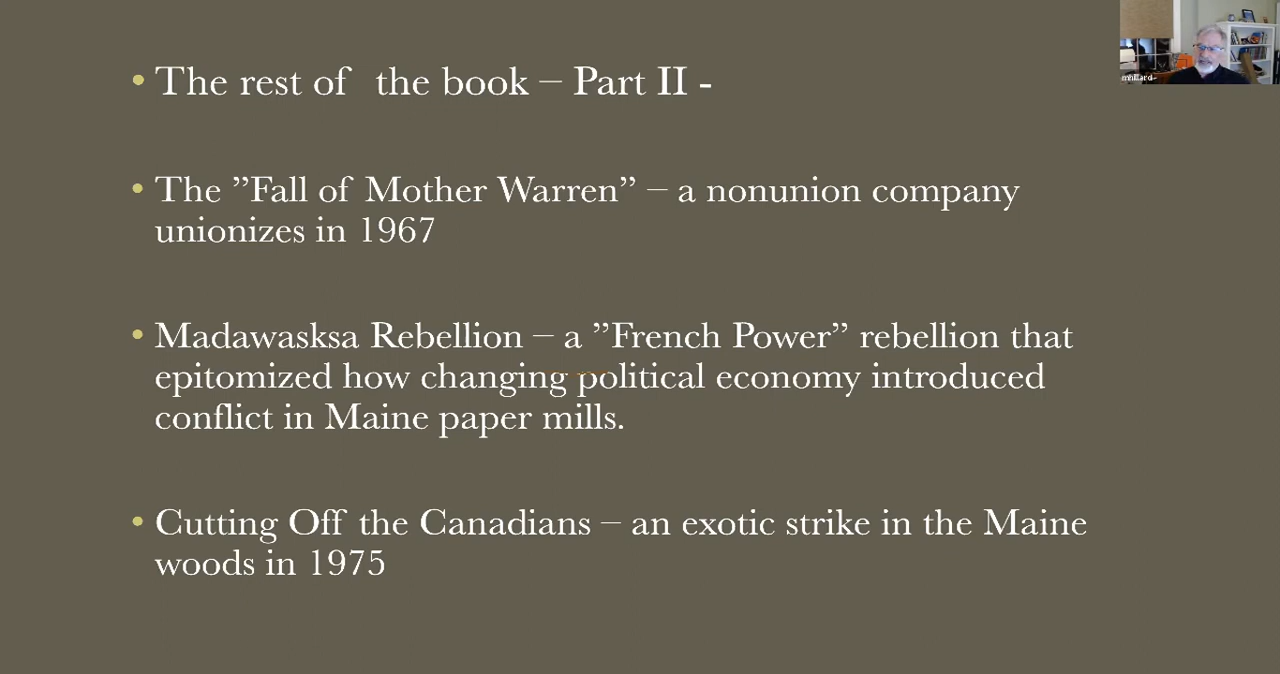 The rest of the book – Part II -
The ”Fall of Mother Warren” – a nonunion company
unionizes in 1967
Madawasksa Rebellion – a ”French Power” rebellion that
epitomized how changing political economy introduced
conflict in Maine paper mills.
Cutting Off the Canadians – an exotic strike in the Maine
woods in 1975